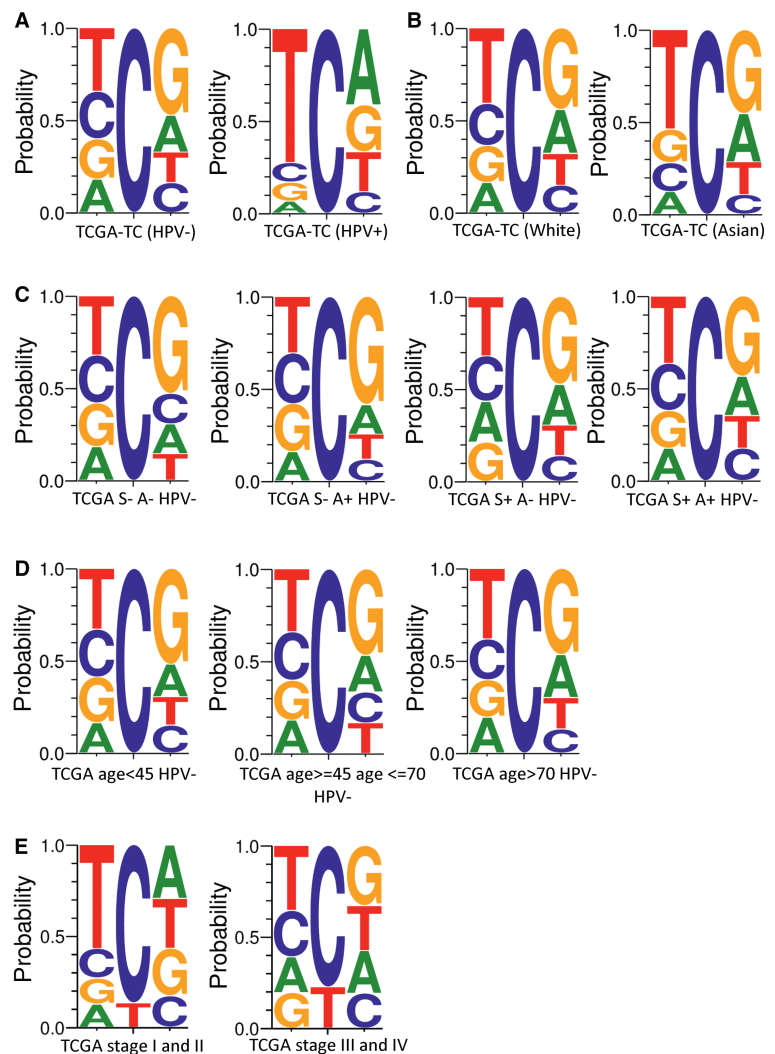 A
B
Probability
1.0
0.5
0.0
T C G
C A
G T
A C
TCGA-TC (HPV-)
1.0
0.5
0.0
T C A
C G
G T
A C
TCGA-TC (HPV+)
Probability
1.0
0.5
0.0
T C G
C A
G T
A C
TCGA-TC (White)
Probability
1.0
0.5
0.0
T C G
G A
C T
A C
TCGA-TC (Asian)
C
Probability
1.0
0.5
0.0
T C G
C C
G A
A T
TCGA S- A- HPV-
Probability
1.0
0.5
0.0
T C G
C A
G T
A C
TCGA S- A+ HPV-
Probability
1.0
0.5
0.0
T C G
C A
A T
G C
TCGA S+ A- HPV-
Probability
1.0
0.5
0.0
T C G
C A
G T
A C
TCGA S+ A+ HPV-
D
Probability
1.0
0.5
0.0
T C G
C A
G T
A C
TCGA age<45 HPV-
Probability
1.0
0.5
0.0
T C G
C A
G C
A T
TCGA age>=45 age <=70
HPV-
Probability
1.0
0.5
0.0
T C G
C A
G T
A C
TCGA age>70 HPV-
E
Probability
1.0
0.5
0.0
T C A
C T
G G
A T C
TCGA stage I and II
Probability
1.0
0.5
0.0
T C G
C T
A A
G T C
TCGA stage III and IV